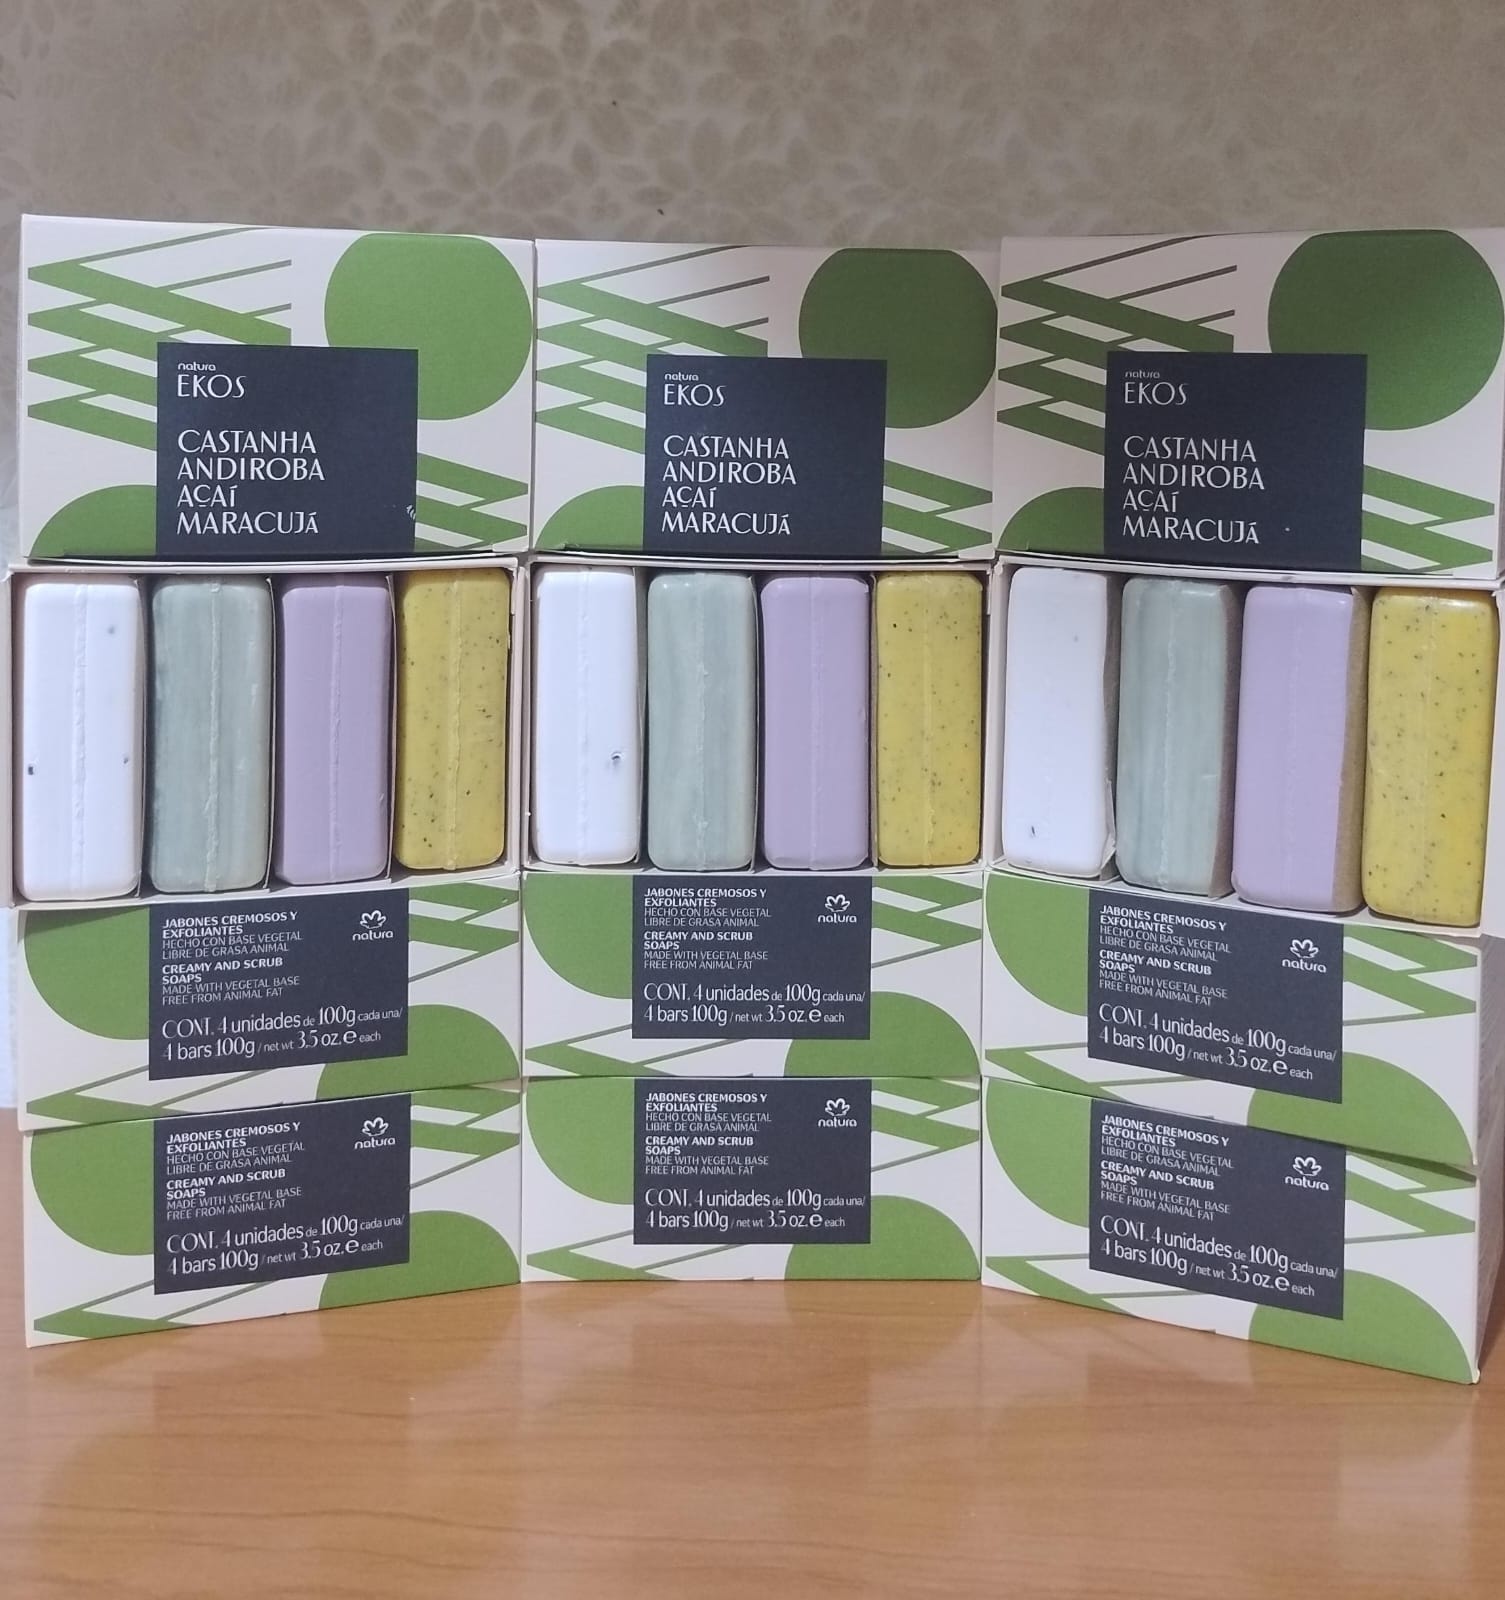 natura
EKOS
CASTANHA
ANDIROBA
AÇAÍ
MARACUJÁ
natura
EKOS
CASTANHA
ANDIROBA
AÇAÍ
MARACUJÁ
natura
EKOS
CASTANHA
ANDIROBA
AÇAÍ
MARACUJÁ
JABONES CREMOSOS Y
EXFOLIANTES
HECHO CON BASE VEGETAL
LIBRE DE GRASA ANIMAL
CREAMY AND SCRUB
SOAPS
MADE WITH VEGETAL BASE
FREE FROM ANIMAL FAT
CONT. 4 unidades de 100g cada una/
4 bars 100g / net wt 3.5 oz. e each
natura
JABONES CREMOSOS Y
EXFOLIANTES
HECHO CON BASE VEGETAL
LIBRE DE GRASA ANIMAL
CREAMY AND SCRUB
SOAPS
MADE WITH VEGETAL BASE
FREE FROM ANIMAL FAT
CONT. 4 unidades de 100g cada una/
4 bars 100g / net wt 3.5 oz. e each
natura
JABONES CREMOSOS Y
EXFOLIANTES
HECHO CON BASE VEGETAL
LIBRE DE GRASA ANIMAL
CREAMY AND SCRUB
SOAPS
MADE WITH VEGETAL BASE
FREE FROM ANIMAL FAT
CONT. 4 unidades de 100g cada una/
4 bars 100g / net wt 3.5 oz. e each
natura
JABONES CREMOSOS Y
EXFOLIANTES
HECHO CON BASE VEGETAL
LIBRE DE GRASA ANIMAL
CREAMY AND SCRUB
SOAPS
MADE WITH VEGETAL BASE
FREE FROM ANIMAL FAT
CONT. 4 unidades de 100g cada una/
4 bars 100g / net wt 3.5 oz. e each
natura
JABONES CREMOSOS Y
EXFOLIANTES
HECHO CON BASE VEGETAL
LIBRE DE GRASA ANIMAL
CREAMY AND SCRUB
SOAPS
MADE WITH VEGETAL BASE
FREE FROM ANIMAL FAT
CONT. 4 unidades de 100g cada una/
4 bars 100g / net wt 3.5 oz. e each
natura
JABONES CREMOSOS Y
EXFOLIANTES
HECHO CON BASE VEGETAL
LIBRE DE GRASA ANIMAL
CREAMY AND SCRUB
SOAPS
MADE WITH VEGETAL BASE
FREE FROM ANIMAL FAT
CONT. 4 unidades de 100g cada una/
4 bars 100g / net wt 3.5 oz. e each
natura